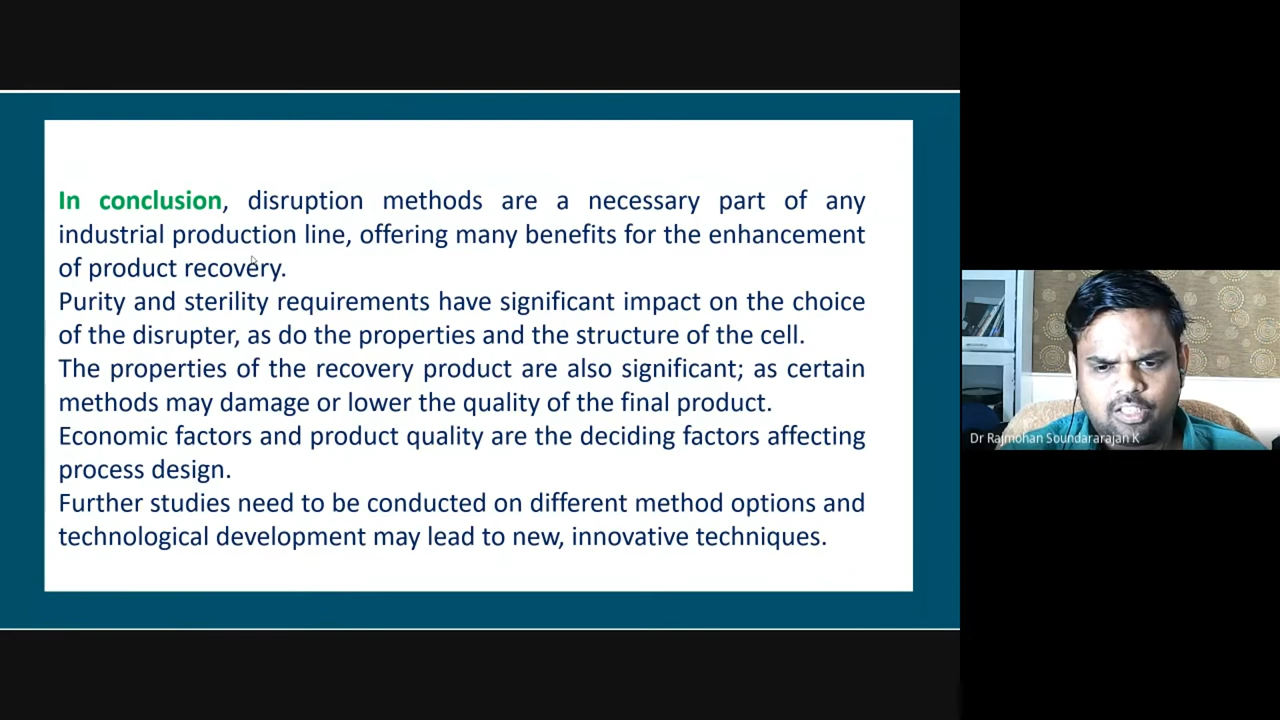 In conclusion, disruption methods are a necessary part of any
industrial production line, offering many benefits for the enhancement
of product recovery.
Purity and sterility requirements have significant impact on the choice
of the disrupter, as do the properties and the structure of the cell.
The properties of the recovery product are also significant; as certain
methods may damage or lower the quality of the final product.
Economic factors and product quality are the deciding factors affecting
process design.
Further studies need to be conducted on different method options and
technological development may lead to new, innovative techniques.
Dr Rajmohan Soundararajan K